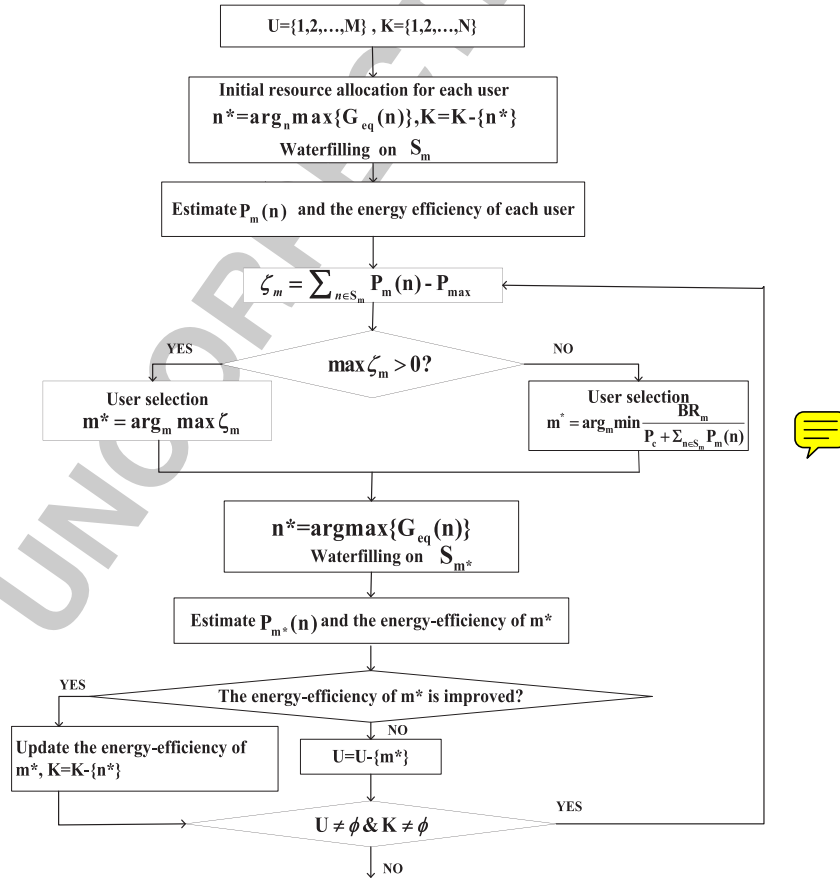 U={1,2,...,M} , K={1,2,...,N}
Initial resource allocation for each user
n*=arg_n max{G_eq(n)},K=K-{n*}
Waterfilling on S_m
Estimate P_m(n) and the energy efficiency of each user
ζ_m = ∑_{n∈S_m} P_m(n) - P_max
max ζ_m > 0?
YES
NO
User selection
m* = arg_m max ζ_m
User selection
m* = arg_m min BR_m / (P_c + Σ_{n∈S_m} P_m(n))
n*=argmax{G_eq(n)}
Waterfilling on S_m*
Estimate P_m*(n) and the energy-efficiency of m*
The energy-efficiency of m* is improved?
YES
NO
Update the energy-efficiency of
m*, K=K-{n*}
U=U-{m*}
U ≠ ϕ & K ≠ ϕ
YES
NO